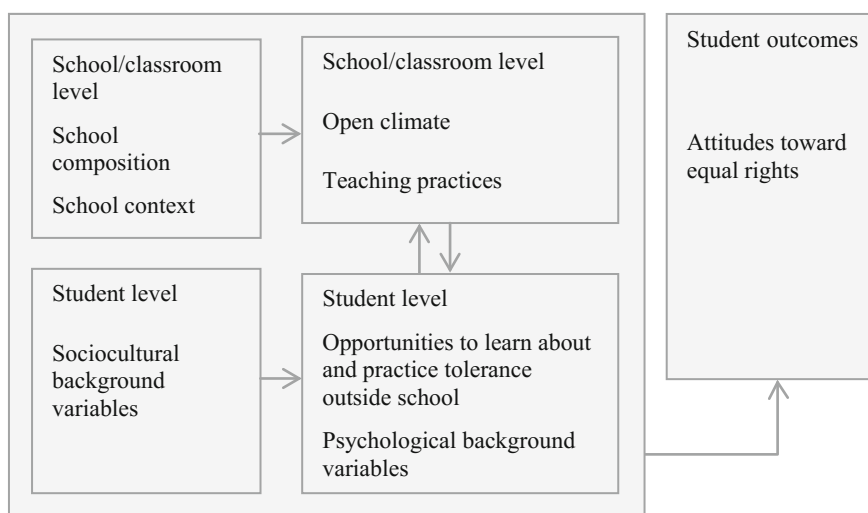 School/classroom
level
School
composition
School context
School/classroom level
Open climate
Teaching practices
Student level
Sociocultural
background
variables
Student level
Opportunities to learn about
and practice tolerance
outside school
Psychological background
variables
Student outcomes
Attitudes toward
equal rights